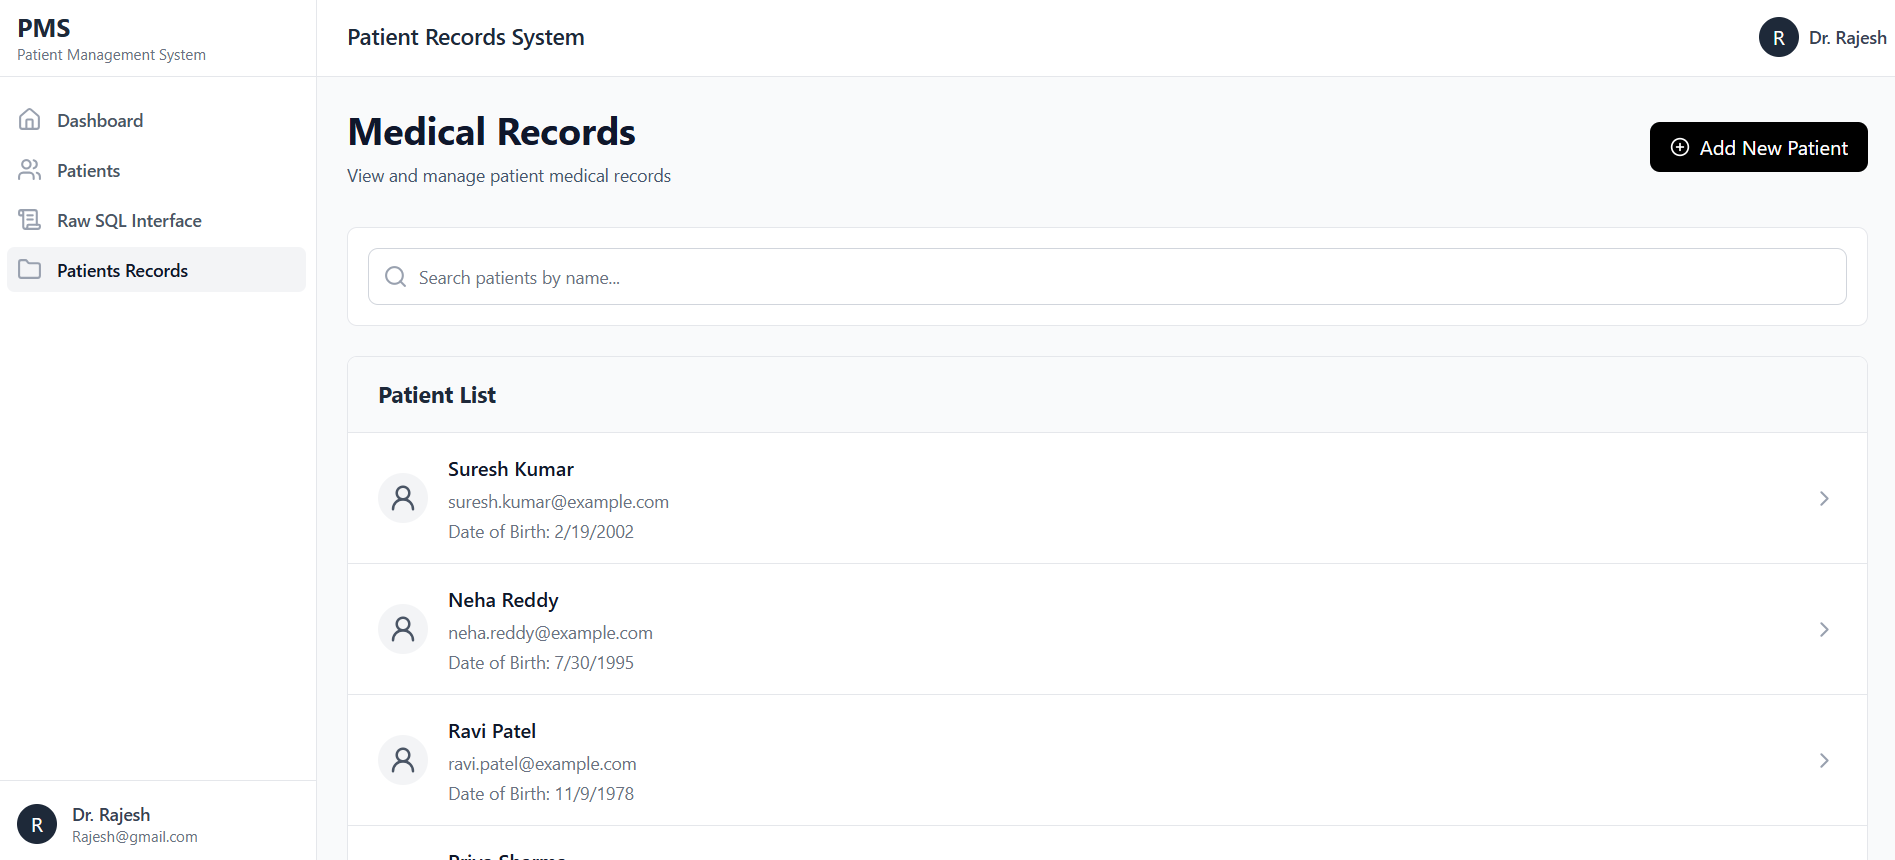 PMS
Patient Management System
Dashboard
Patients
Raw SQL Interface
Patients Records
R
Dr. Rajesh
Rajesh@gmail.com
Patient Records System
R
Dr. Rajesh
Medical Records
View and manage patient medical records
Add New Patient
Search patients by name...
Patient List
Suresh Kumar
suresh.kumar@example.com
Date of Birth: 2/19/2002
Neha Reddy
neha.reddy@example.com
Date of Birth: 7/30/1995
Ravi Patel
ravi.patel@example.com
Date of Birth: 11/9/1978
Priya Sharma